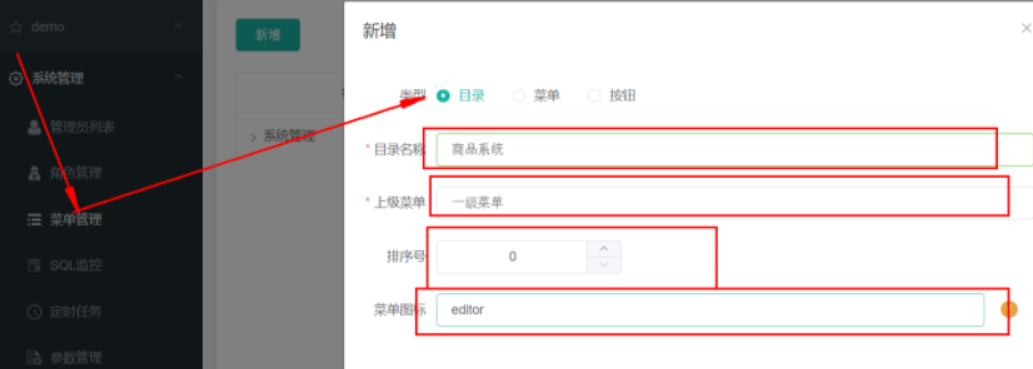 demo
系统管理
管理员列表
角色管理
菜单管理
SQL监控
定时任务
参数管理
新增
系统管理
新增
类型 目录 菜单 按钮
* 目录名称 商品系统
* 上级菜单 一级菜单
排序号 0
菜单图标 editor